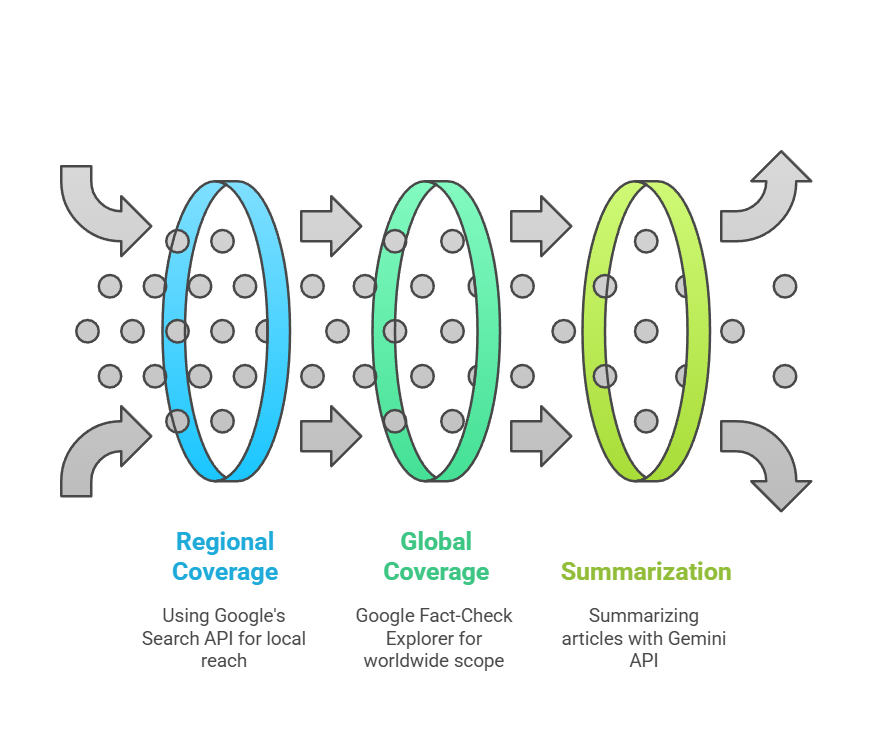 Regional
Coverage
Using Google's
Search API for local
reach
Global
Coverage
Google Fact-Check
Explorer for
worldwide scope
Summarization
Summarizing
articles with Gemini
API